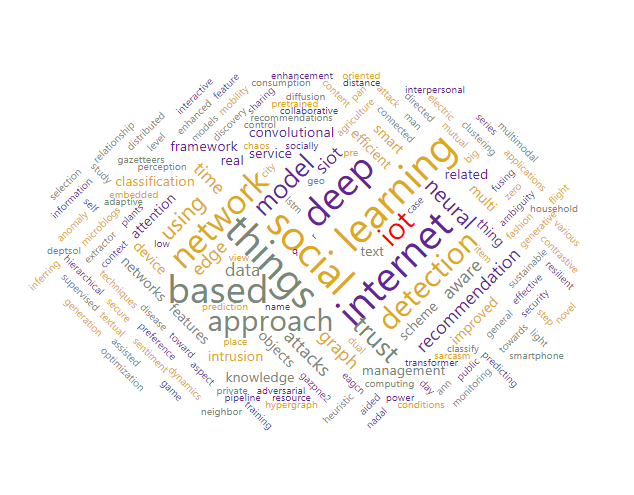 enhancement
oriented
consumption
distance
interactive
feature
content
pan
attack
interpersonal
diffusion
pretrained
collaborative
recommendations
control
enhanced
mobility
sharing
models
discovery
agriculture
connected
directed
man
electric
mutual
series
clustering
multimodal
relationship
distributed
level
convolutional
chaos
socially
smart
efficient
big
applications
framework
gazetteers
perception
real
service
siot
pre
related
fusing
zero
selection
study
information
self
classification
embedded
adaptive
time
model
geo
city
lstm
deep
learning
neural
multi
ambiguity
household
flight
fashion
generative
various
contrastive
anomaly
microblogs
plants
attention
using
network
social
iot
case
thing
extractor
context
low
edge
view
things
q
r
text
internet
detection
item
aware
recommendation
sustainable
resilient
deptsol
inferring
hierarchical
supervised
generation
device
networks
data
based
prediction
name
approach
trust
scheme
improved
effective
security
step
novel
techniques
secure
textual
disease
features
place
graph
dual
general
towards
light
assisted
optimization
preference
sentiment
toward
dynamics
aspect
game
intrusion
objects
attacks
classify
sarcasm
transformer
management
predicting
smartphone
knowledge
gazpne2
eagcn
computing
day
ann
public
monitoring
private
adversarial
pipeline
resource
neighbor
training
hypergraph
heuristic
aided
nadal
power
conditions